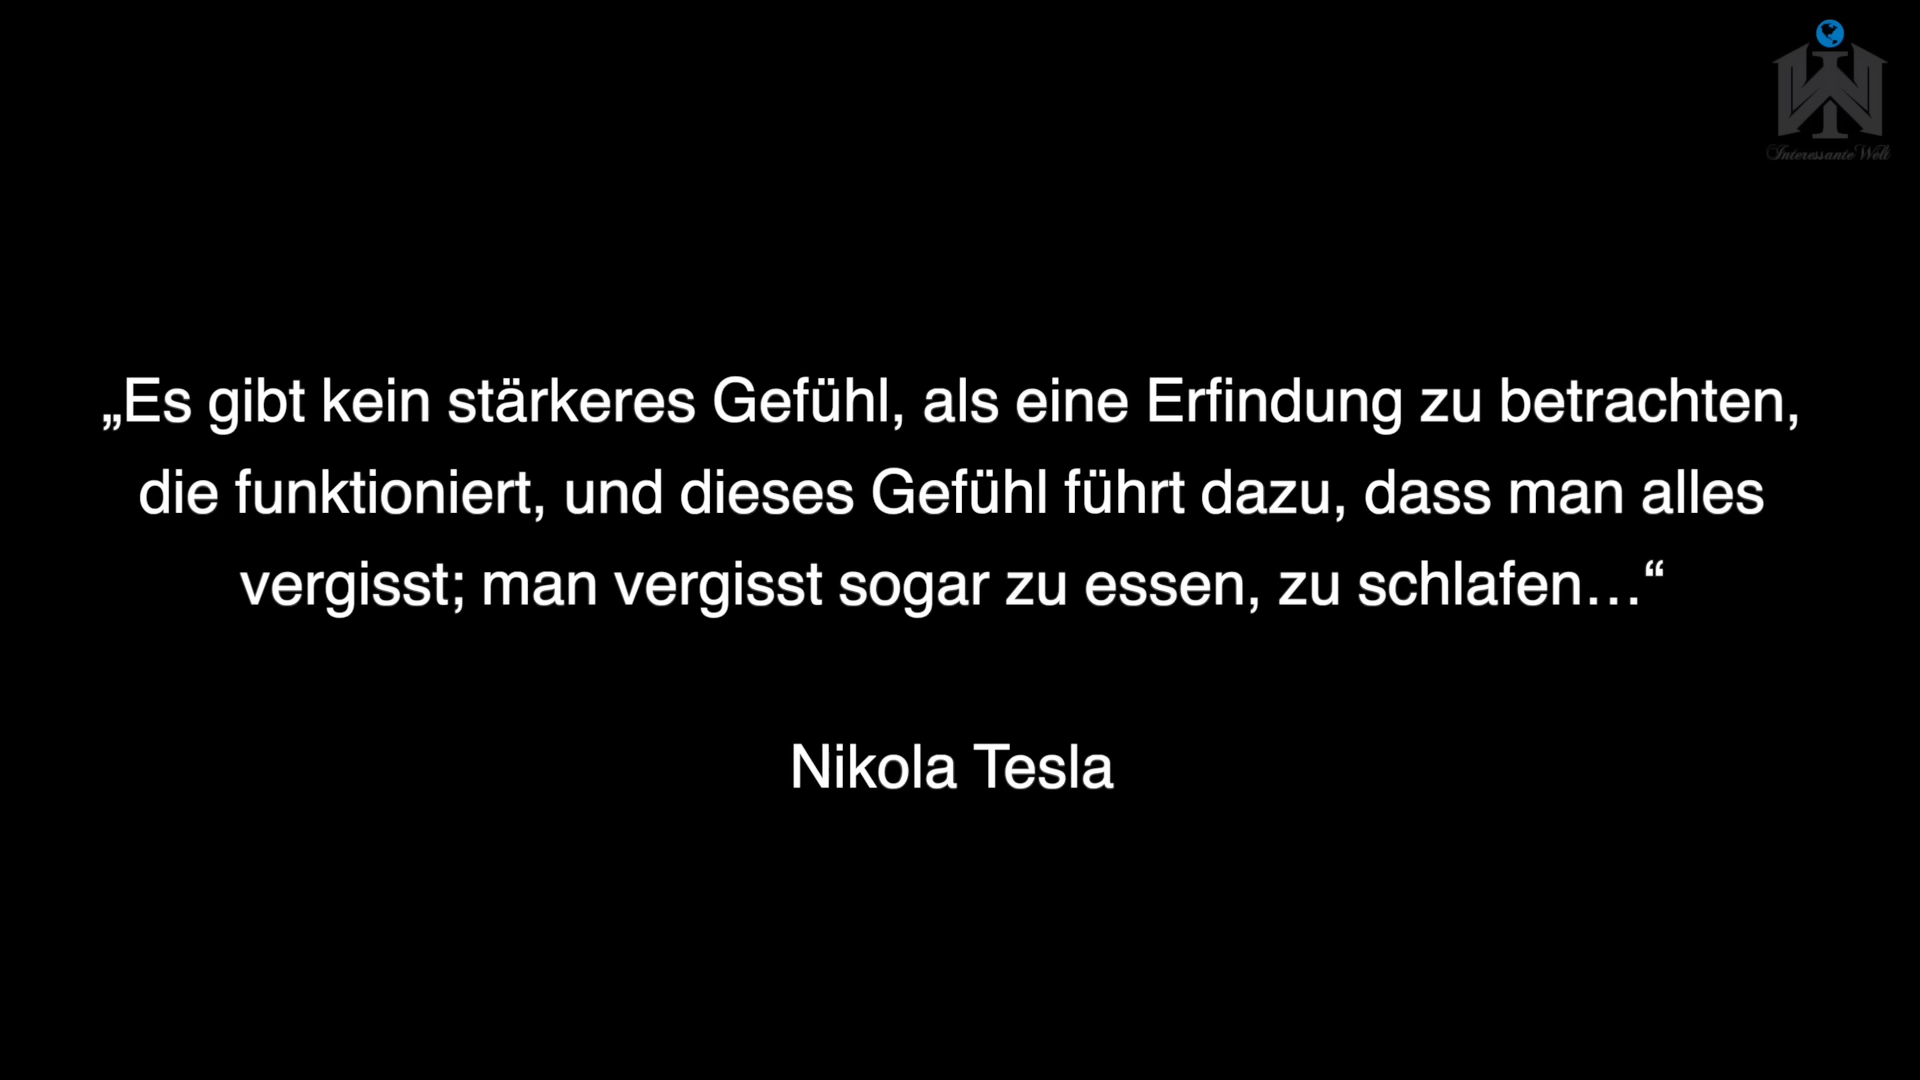 Interessante Welt
„Es gibt kein stärkeres Gefühl, als eine Erfindung zu betrachten,
die funktioniert, und dieses Gefühl führt dazu, dass man alles
vergisst; man vergisst sogar zu essen, zu schlafen…“
Nikola Tesla